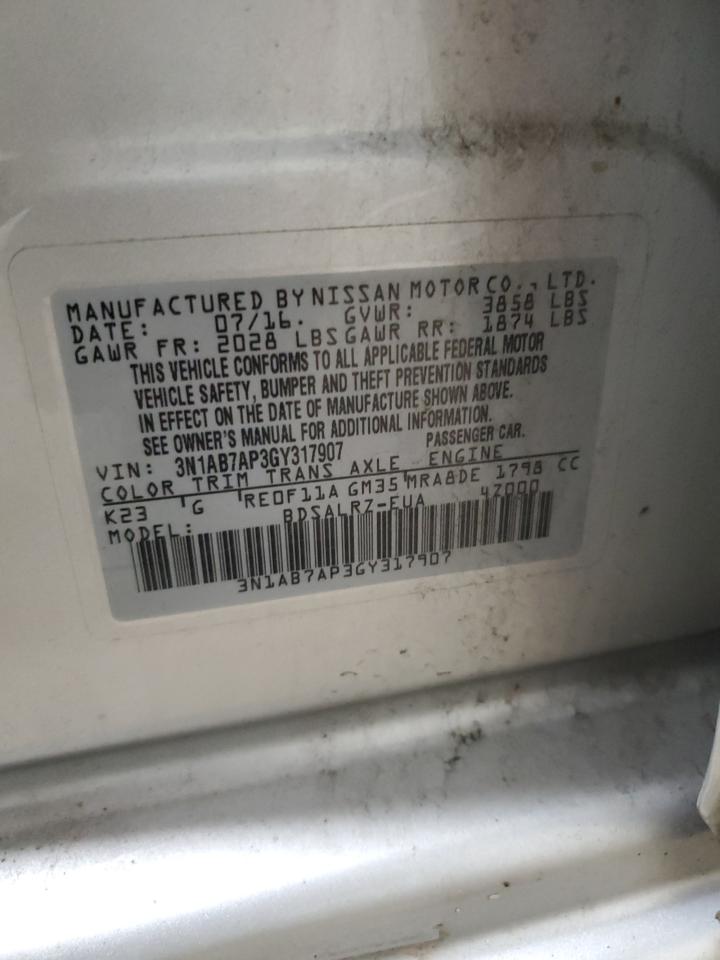 MANUFACTURED BY NISSAN MOTOR CO., LTD.
DATE: 07/16. GVWR: 3858 LBS
GAWR FR: 2028 LBS GAWR RR: 1874 LBS
THIS VEHICLE CONFORMS TO ALL APPLICABLE FEDERAL MOTOR
VEHICLE SAFETY, BUMPER AND THEFT PREVENTION STANDARDS
IN EFFECT ON THE DATE OF MANUFACTURE SHOWN ABOVE.
SEE OWNER'S MANUAL FOR ADDITIONAL INFORMATION.
VIN: 3N1AB7AP3GY317907 PASSENGER CAR.
COLOR TRIM TRANS AXLE ENGINE
K23 G RE0F11A GM35 MRA8DE 1798 CC
MODEL: BDSALRZ-EUA 4Z000
3N1AB7AP3GY317907